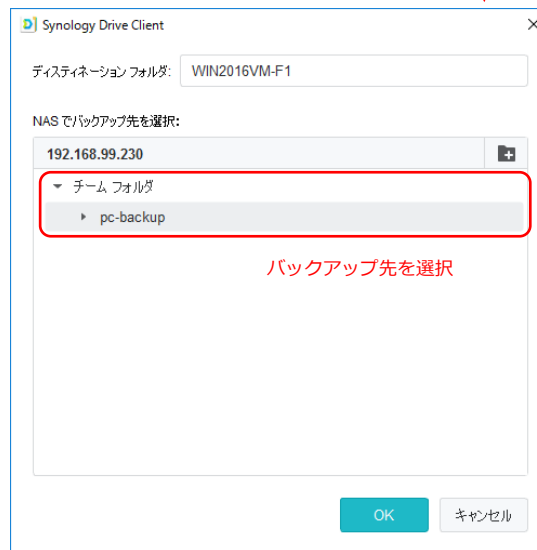 Synology Drive Client
ディスティネーション フォルダ: WIN2016VM-F1
NAS でバックアップ先を選択:
192.168.99.230
チーム フォルダ
pc-backup
バックアップ先を選択
OK キャンセル